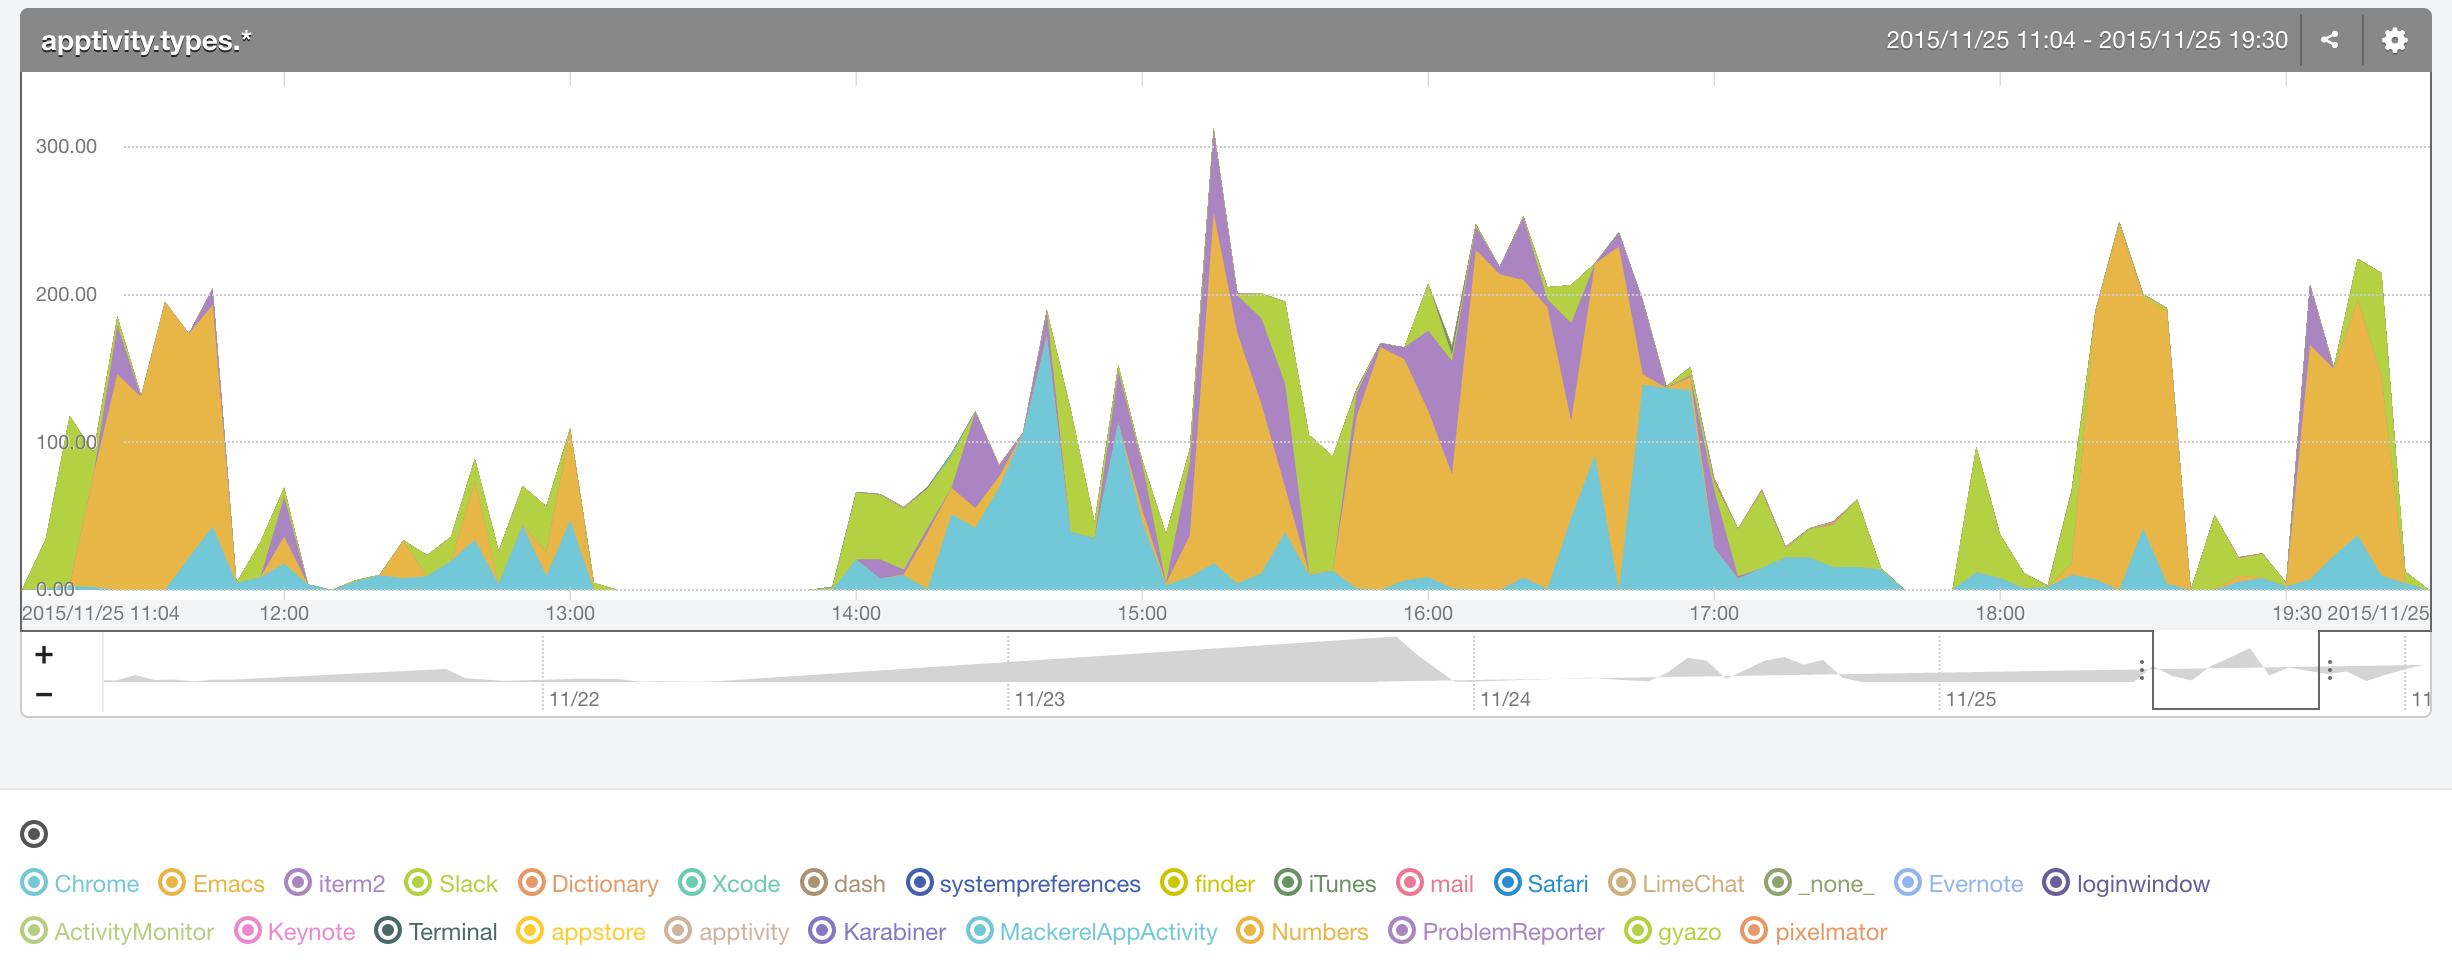 apptivity.types.* 2015/11/25 11:04 - 2015/11/25 19:30
300.00
200.00
100.00
0.00
2015/11/25 11:04 12:00 13:00 14:00 15:00 16:00 17:00 18:00 19:30 2015/11/25
+
−
11/22 11/23 11/24 11/25 11
Chrome Emacs iterm2 Slack Dictionary Xcode dash systempreferences finder iTunes mail Safari LimeChat _none_ Evernote loginwindow
ActivityMonitor Keynote Terminal appstore apptivity Karabiner MackerelAppActivity Numbers ProblemReporter gyazo pixelmator